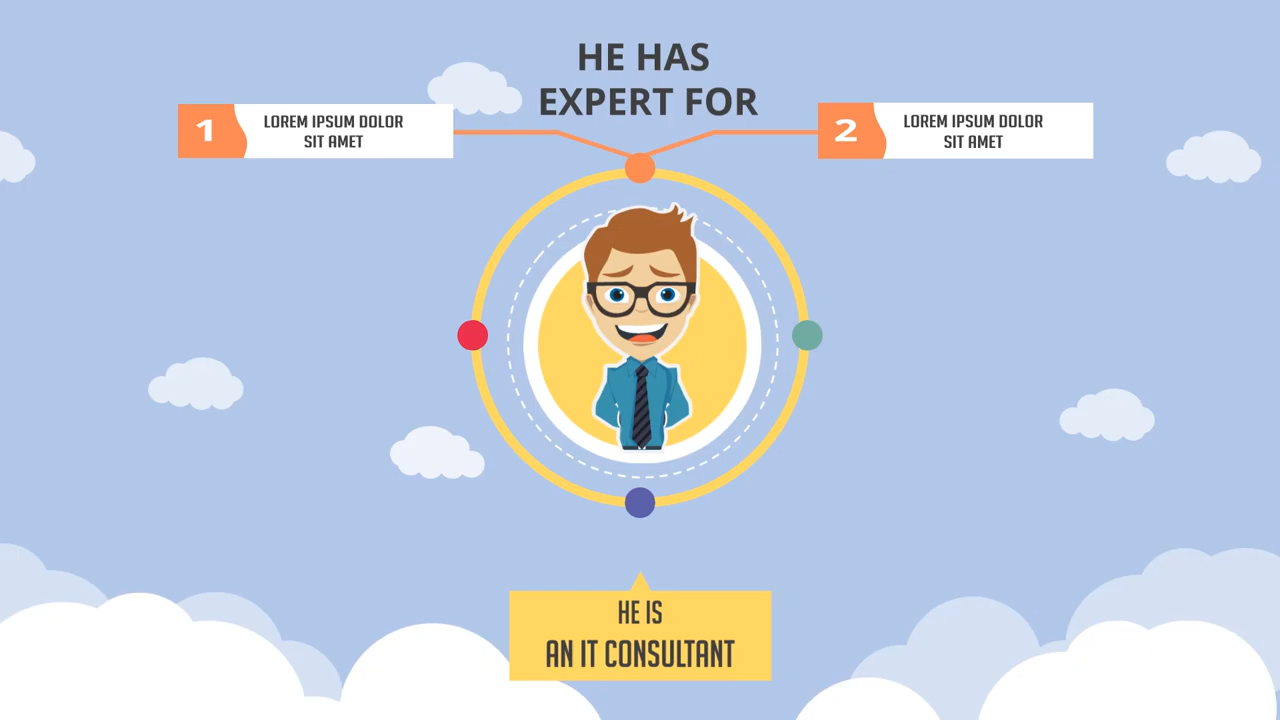 HE HAS
EXPERT FOR
1
LOREM IPSUM DOLOR
SIT AMET
2
LOREM IPSUM DOLOR
SIT AMET
HE IS
AN IT CONSULTANT